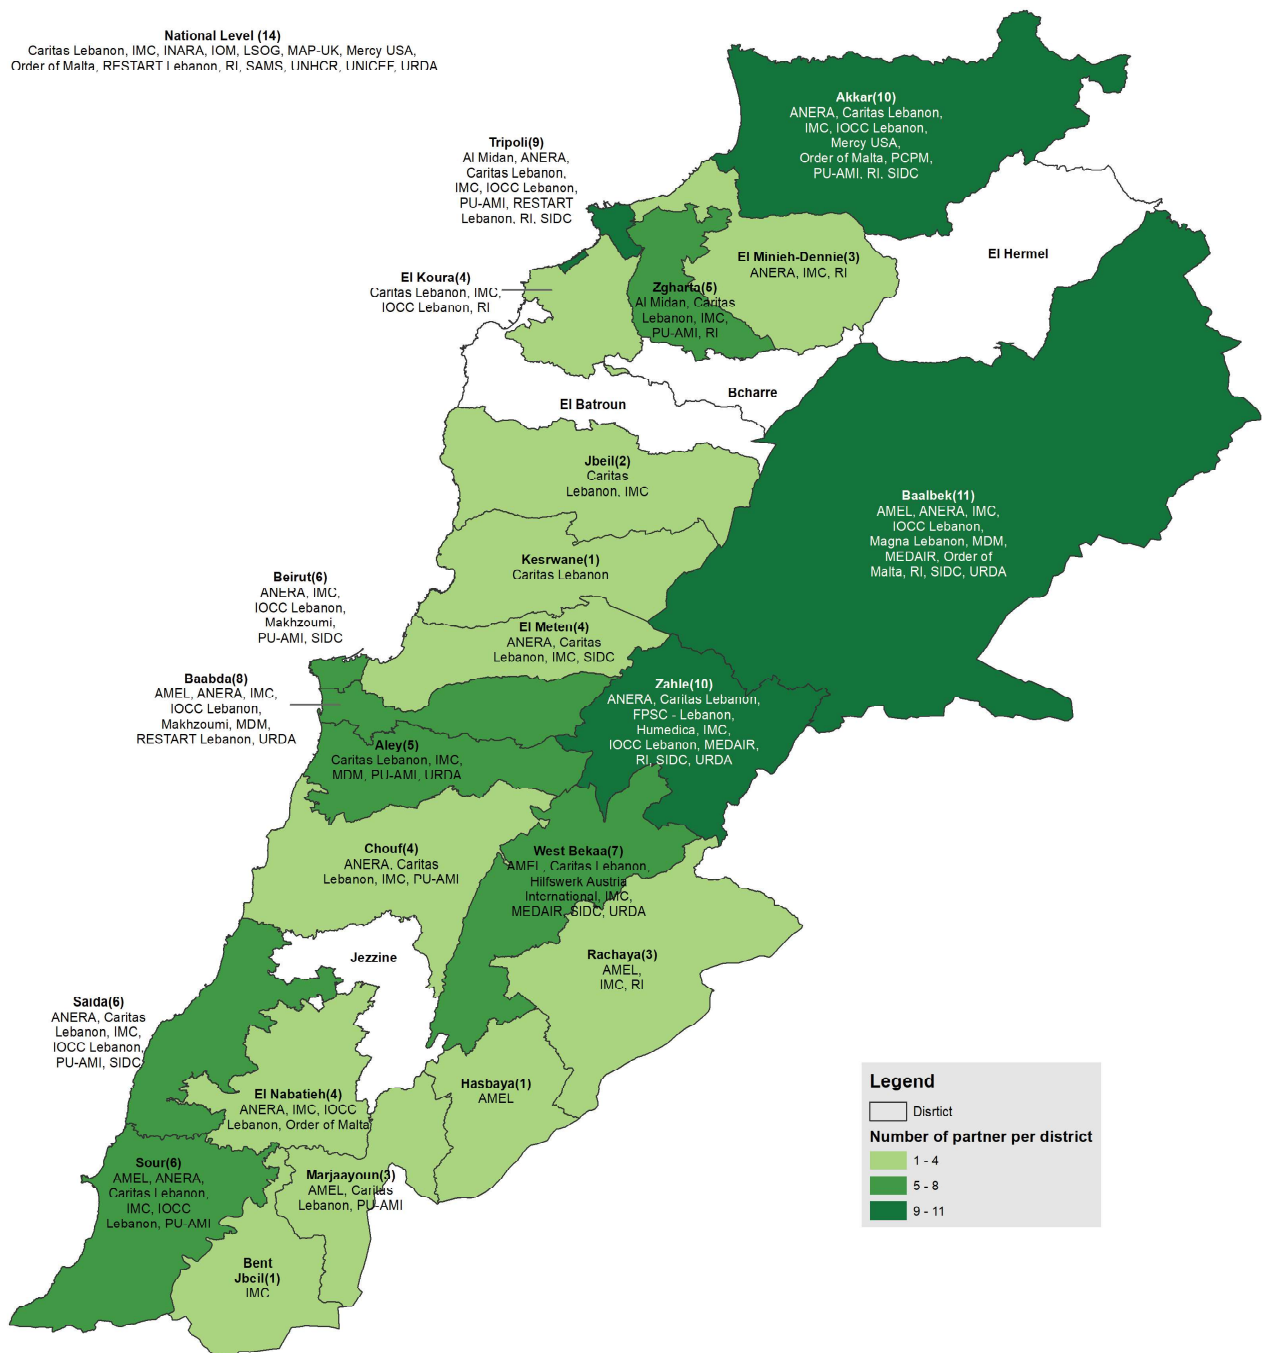 National Level (14)
Caritas Lebanon, IMC, INARA, IOM, LSOG, MAP-UK, Mercy USA,
Order of Malta, RESTART Lebanon, RI, SAMS, UNHCR, UNICEF, URDA
Akkar(10)
ANERA, Caritas Lebanon,
IMC, IOCC Lebanon,
Mercy USA,
Order of Malta, PCPM,
PU-AMI, RI, SIDC
Tripoli(9)
Al Midan, ANERA,
Caritas Lebanon,
IMC, IOCC Lebanon,
PU-AMI, RESTART
Lebanon, RI, SIDC
El Hermel
El Minieh-Dennie(3)
ANERA, IMC, RI
El Koura(4)
Caritas Lebanon, IMC,
IOCC Lebanon, RI
Zgharta(5)
Al Midan, Caritas
Lebanon, IMC,
PU-AMI, RI
Bcharre
El Batroun
Jbeil(2)
Caritas
Lebanon, IMC
Baalbek(11)
AMEL, ANERA, IMC,
IOCC Lebanon,
Magna Lebanon, MDM,
MEDAIR, Order of
Malta, RI, SIDC, URDA
Kesrwane(1)
Caritas Lebanon
Beirut(6)
ANERA, IMC,
IOCC Lebanon,
Makhzoumi,
PU-AMI, SIDC
El Meten(4)
ANERA, Caritas
Lebanon, IMC, SIDC
Baabda(8)
AMEL, ANERA, IMC,
IOCC Lebanon,
Makhzoumi, MDM,
RESTART Lebanon, URDA
Zahle(10)
ANERA, Caritas Lebanon,
FPSC - Lebanon,
Humedica, IMC,
IOCC Lebanon, MEDAIR,
RI, SIDC, URDA
Aley(5)
Caritas Lebanon, IMC,
MDM, PU-AMI, URDA
Chouf(4)
ANERA, Caritas
Lebanon, IMC, PU-AMI
West Bekaa(7)
AMEL, Caritas Lebanon,
Hilfswerk Austria
International, IMC,
MEDAIR, SIDC, URDA
Jezzine
Rachaya(3)
AMEL,
IMC, RI
Saida(6)
ANERA, Caritas
Lebanon, IMC,
IOCC Lebanon,
PU-AMI, SIDC
Hasbaya(1)
AMEL
El Nabatieh(4)
ANERA, IMC, IOCC
Lebanon, Order of Malta
Sour(6)
AMEL, ANERA,
Caritas Lebanon,
IMC, IOCC
Lebanon, PU-AMI
Marjaayoun(3)
AMEL, Caritas
Lebanon, PU-AMI
Bent
Jbeil(1)
IMC
Legend
Disrtict
Number of partner per district
1 - 4
5 - 8
9 - 11